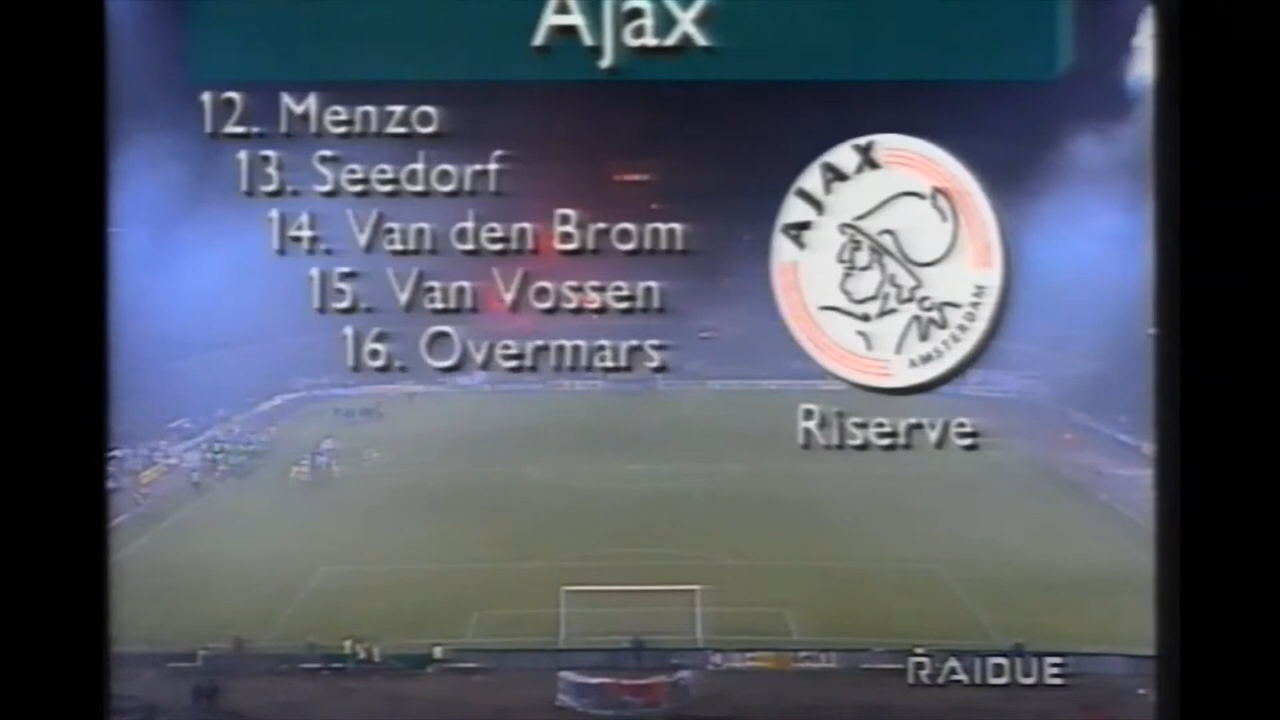 Ajax
12. Menzo
13. Seedorf
14. Van den Brom
15. Van Vossen
16. Overmars
AJAX
AMSTERDAM
Riserve
RAIDUE